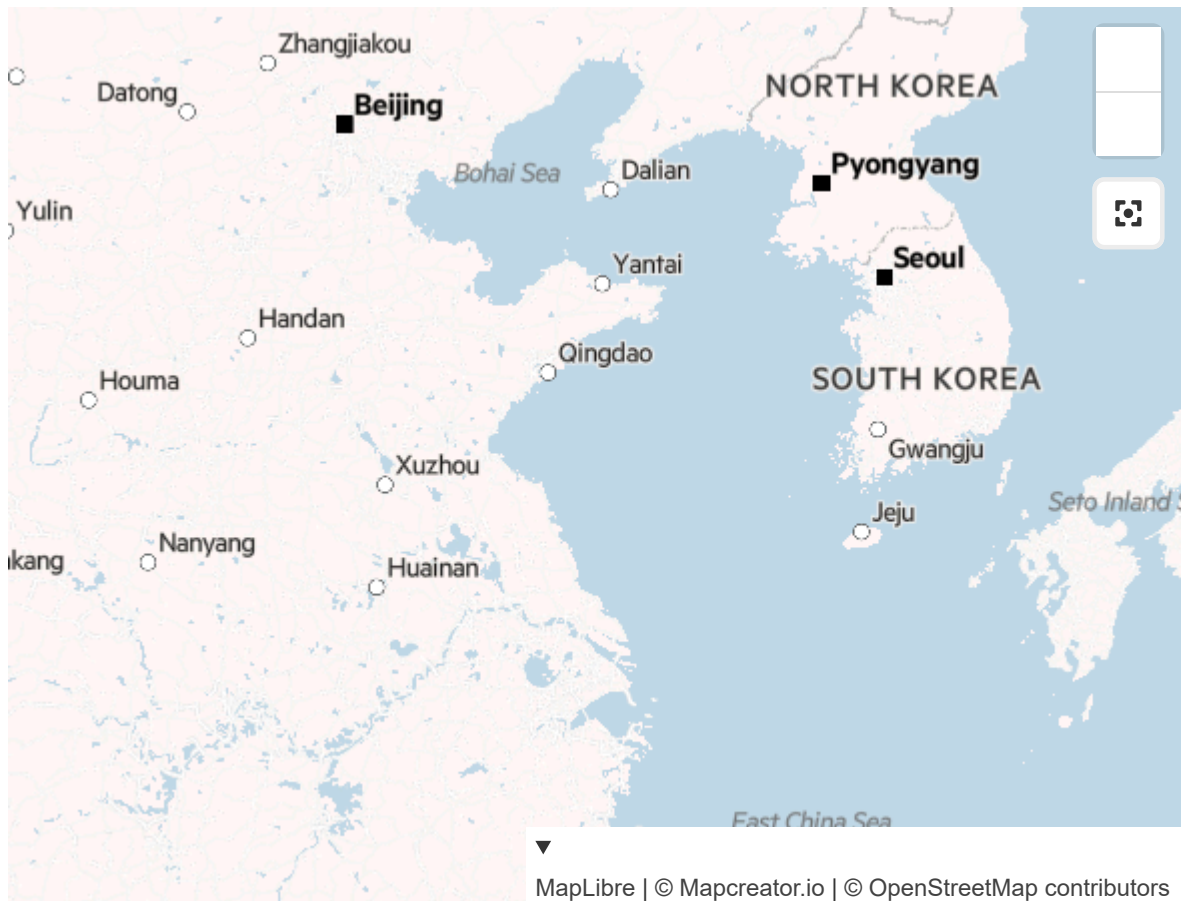 Zhangjiakou
NORTH KOREA
Datong
Beijing
Pyongyang
Bohai Sea
Dalian
Yulin
Seoul
Yantai
Handan
Qingdao
Houma
SOUTH KOREA
Gwangju
Xuzhou
Seto Inland S
Jeju
Nanyang
nkang
Huainan
East China Sea
MapLibre | © Mapcreator.io | © OpenStreetMap contributors